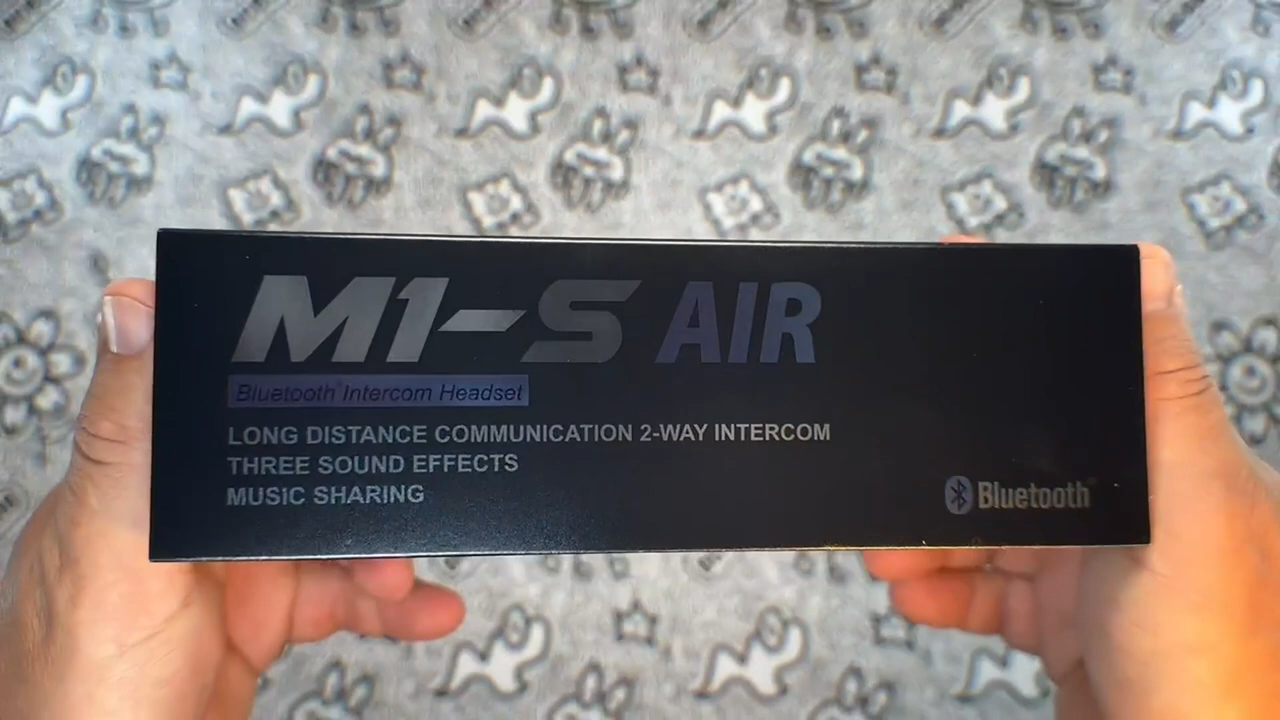 M1-S AIR
Bluetooth® Intercom Headset
LONG DISTANCE COMMUNICATION 2-WAY INTERCOM
THREE SOUND EFFECTS
MUSIC SHARING
Bluetooth®